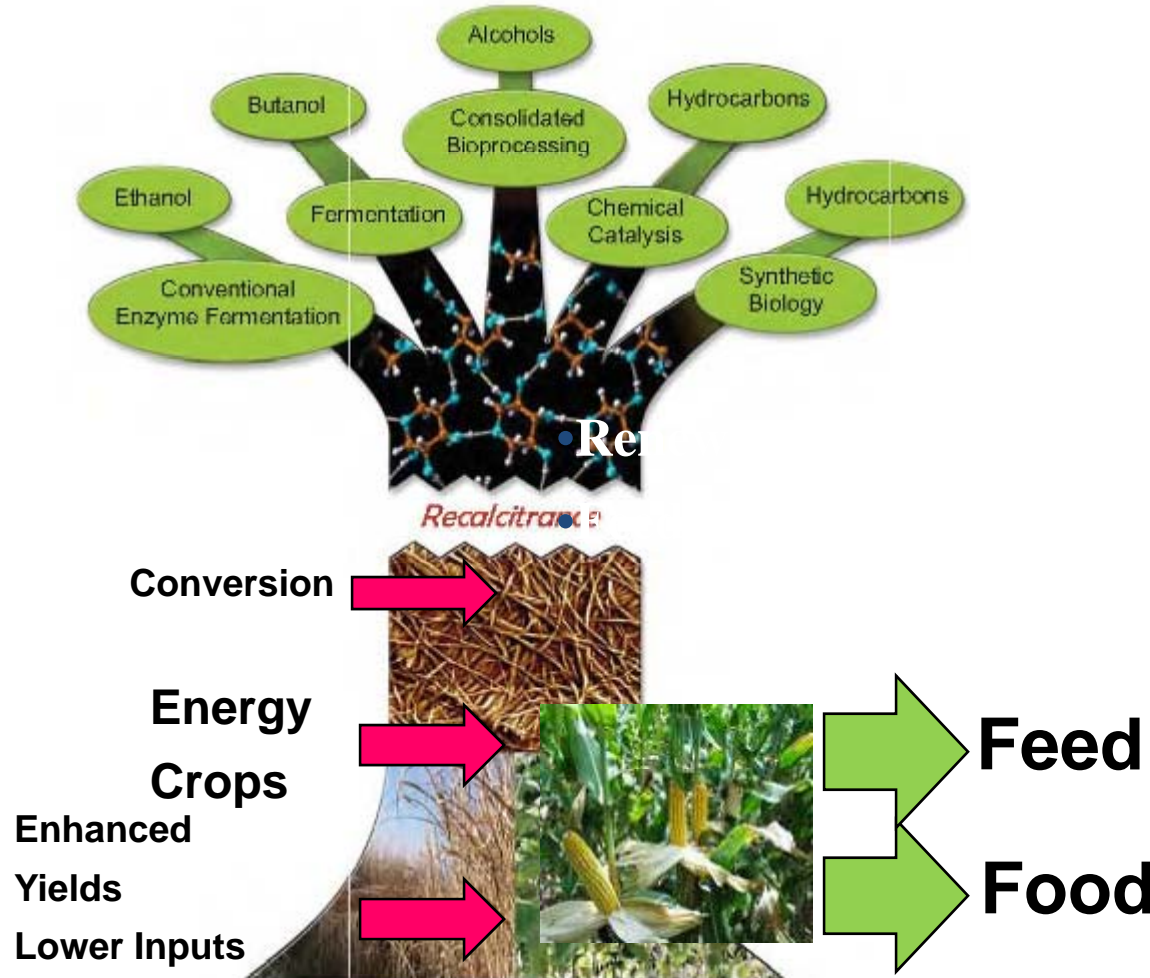 Alcohols
Butanol
Consolidated
Bioprocessing
Hydrocarbons
Ethanol
Fermentation
Chemical
Catalysis
Hydrocarbons
Conventional
Enzyme Fermentation
Synthetic
Biology
Recalcitrance
Conversion
Energy
Crops
Feed
Enhanced
Yields
Lower Inputs
Food